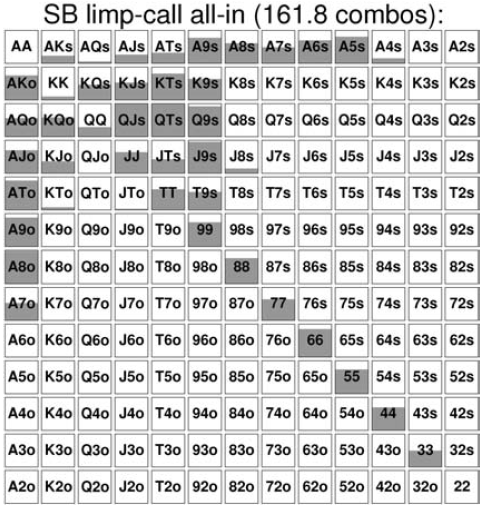 SB limp-call all-in (161.8 combos):
AA AKs AQs AJs ATs A9s A8s A7s A6s A5s A4s A3s A2s
AKo KK KQs KJs KTs K9s K8s K7s K6s K5s K4s K3s K2s
AQo KQo QQ QJs QTs Q9s Q8s Q7s Q6s Q5s Q4s Q3s Q2s
AJo KJo QJo JJ JTs J9s J8s J7s J6s J5s J4s J3s J2s
ATo KTo QTo JTo TT T9s T8s T7s T6s T5s T4s T3s T2s
A9o K9o Q9o J9o T9o 99 98s 97s 96s 95s 94s 93s 92s
A8o K8o Q8o J8o T8o 98o 88 87s 86s 85s 84s 83s 82s
A7o K7o Q7o J7o T7o 97o 87o 77 76s 75s 74s 73s 72s
A6o K6o Q6o J6o T6o 96o 86o 76o 66 65s 64s 63s 62s
A5o K5o Q5o J5o T5o 95o 85o 75o 65o 55 54s 53s 52s
A4o K4o Q4o J4o T4o 94o 84o 74o 64o 54o 44 43s 42s
A3o K3o Q3o J3o T3o 93o 83o 73o 63o 53o 43o 33 32s
A2o K2o Q2o J2o T2o 92o 82o 72o 62o 52o 42o 32o 22